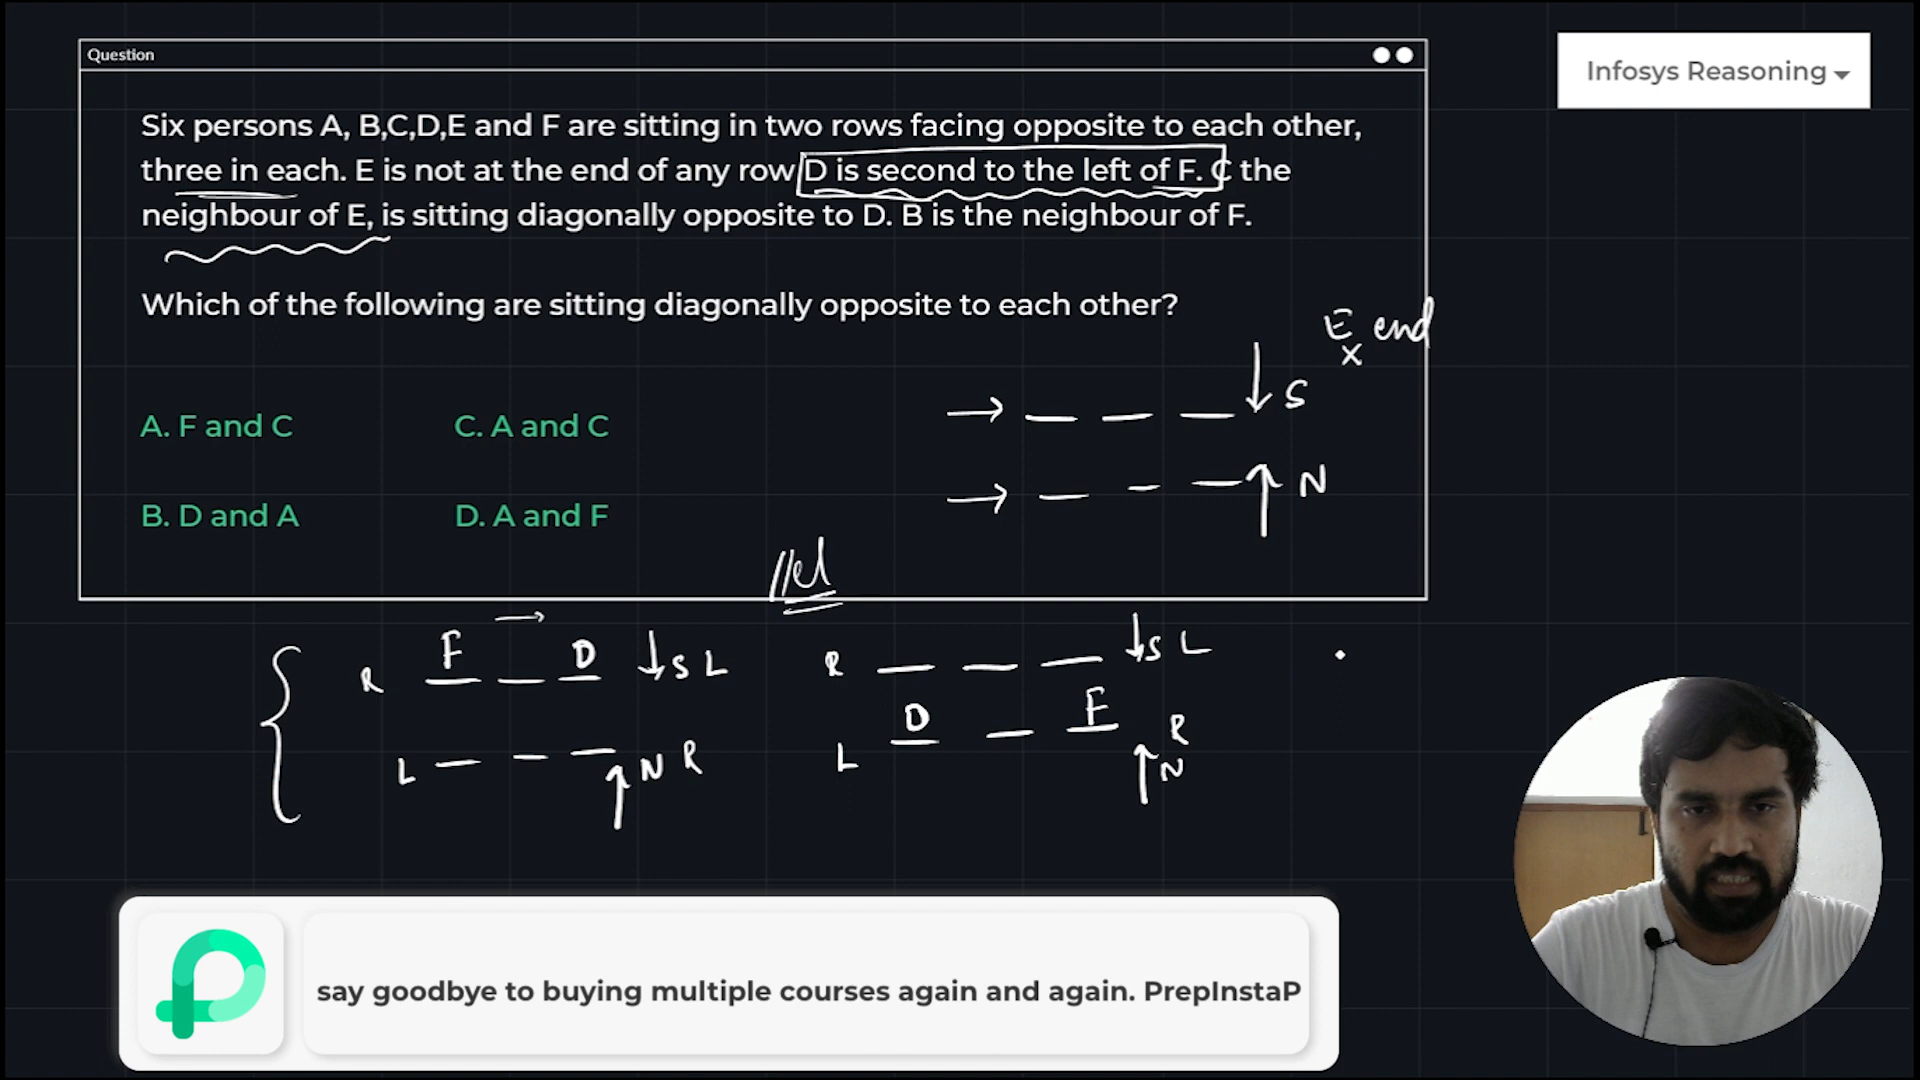 Question
Infosys Reasoning
Six persons A, B,C,D,E and F are sitting in two rows facing opposite to each other,
three in each. E is not at the end of any row D is second to the left of F. C the
neighbour of E, is sitting diagonally opposite to D. B is the neighbour of F.
Which of the following are sitting diagonally opposite to each other?
E end
x
S
A. F and C
C. A and C
N
B. D and A
D. A and F
//el
R F D S L
R S L
L N R
L D F R
N
say goodbye to buying multiple courses again and again. PrepInstaP